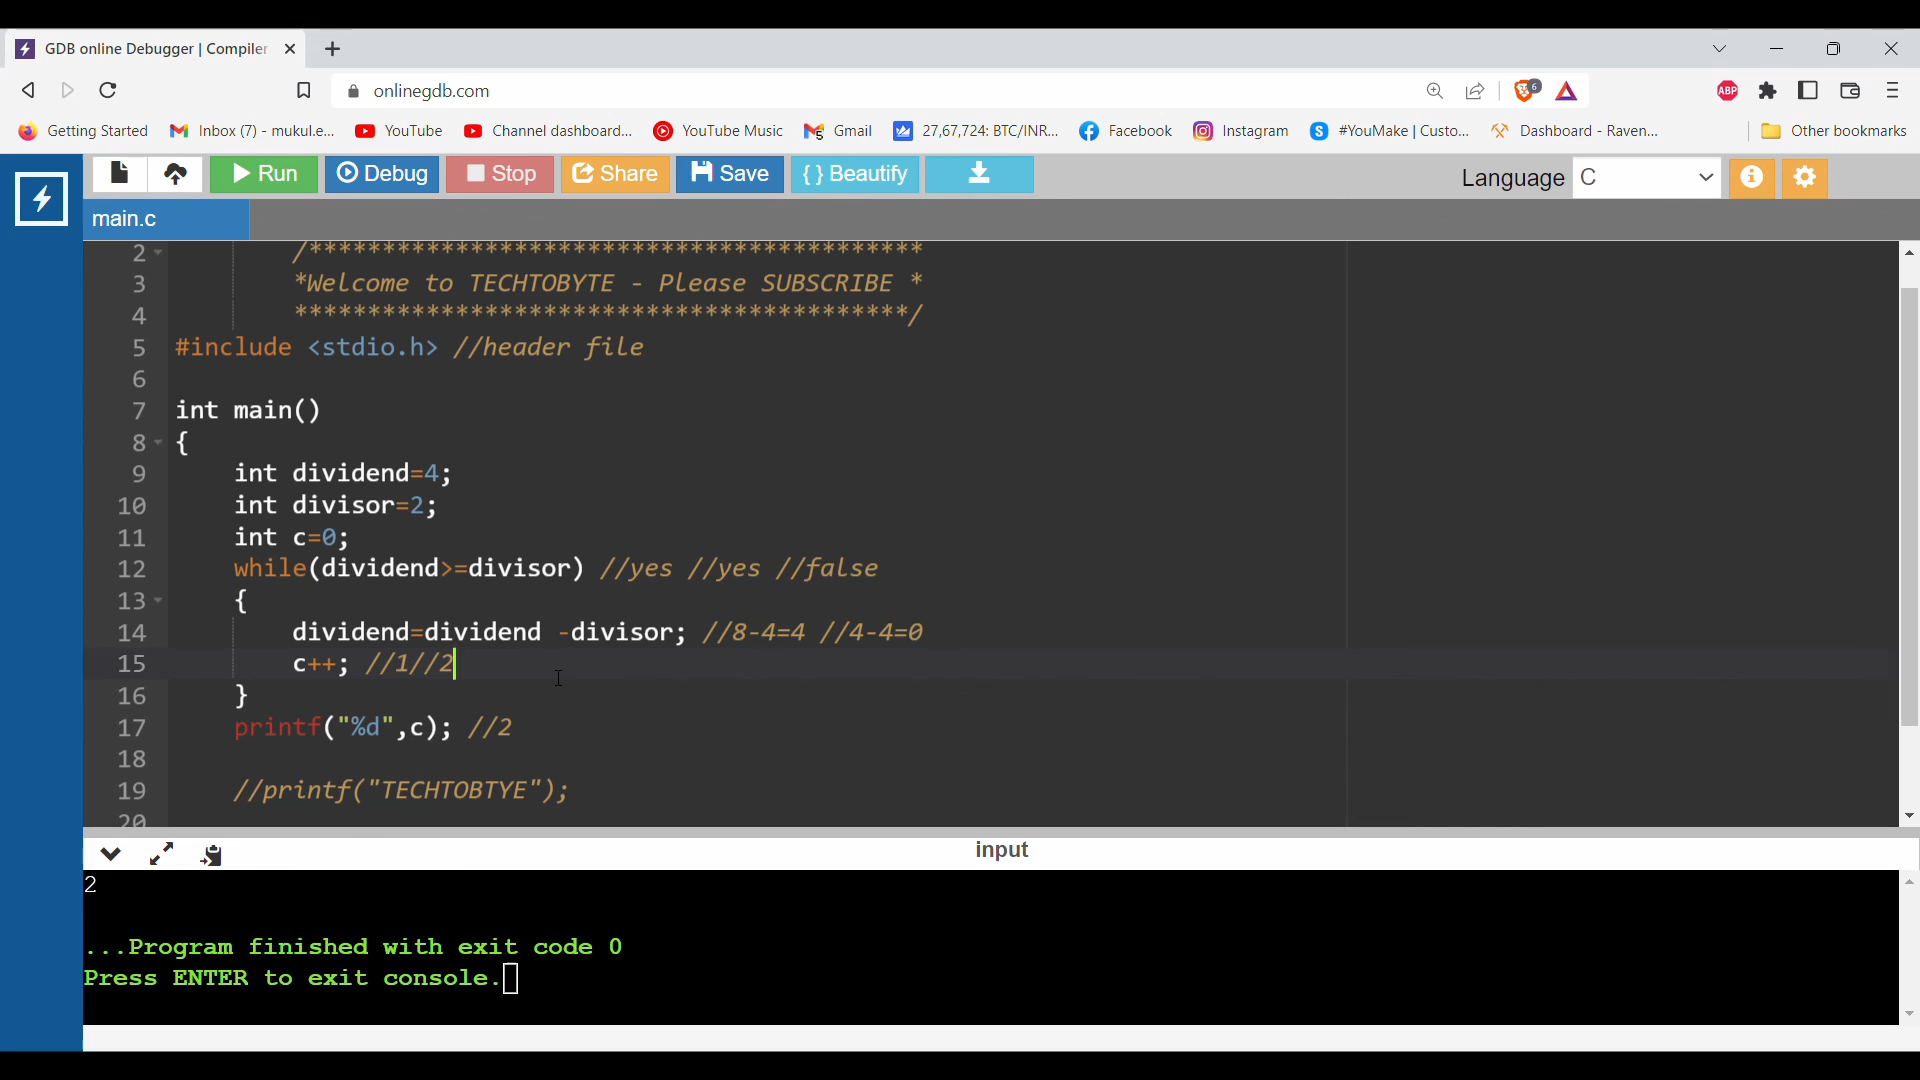 GDB online Debugger | Compiler
onlinegdb.com
6
ABP
Getting Started
Inbox (7) - mukul.e...
YouTube
Channel dashboard...
YouTube Music
Gmail
27,67,724: BTC/INR...
Facebook
Instagram
#YouMake | Custo...
Dashboard - Raven...
Other bookmarks
Run
Debug
Stop
Share
Save
{ } Beautify
Language
C
main.c
2 /******************************************
3 *Welcome to TECHTOBYTE - Please SUBSCRIBE *
4 ******************************************/
5 #include <stdio.h> //header file
6
7 int main()
8 {
9 int dividend=4;
10 int divisor=2;
11 int c=0;
12 while(dividend>=divisor) //yes //yes //false
13 {
14 dividend=dividend -divisor; //8-4=4 //4-4=0
15 c++; //1//2
16 }
17 printf("%d",c); //2
18
19 //printf("TECHTOBTYE");
20
input
2
...Program finished with exit code 0
Press ENTER to exit console.